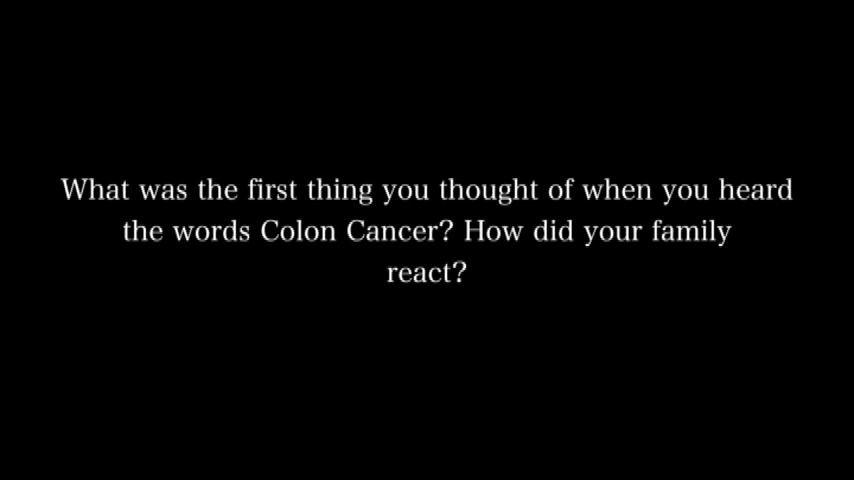 What was the first thing you thought of when you heard
the words Colon Cancer? How did your family
react?